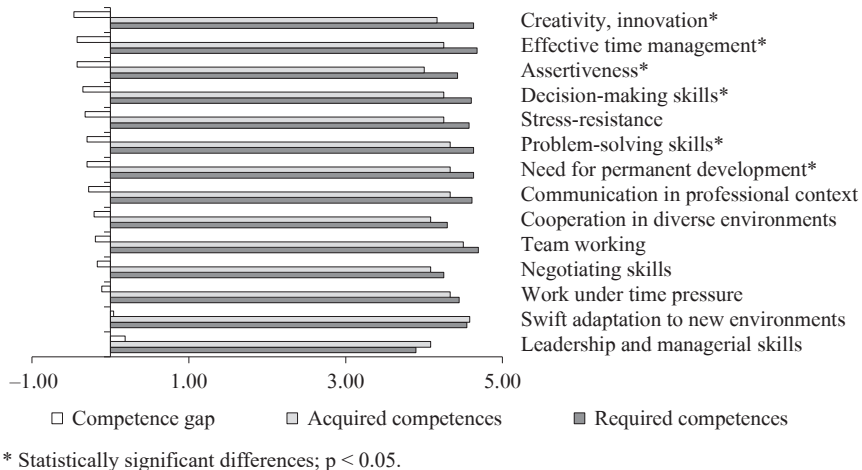 Creativity, innovation*
Effective time management*
Assertiveness*
Decision-making skills*
Stress-resistance
Problem-solving skills*
Need for permanent development*
Communication in professional context
Cooperation in diverse environments
Team working
Negotiating skills
Work under time pressure
Swift adaptation to new environments
Leadership and managerial skills
−1.00 1.00 3.00 5.00
Competence gap Acquired competences Required competences
* Statistically significant differences; p < 0.05.